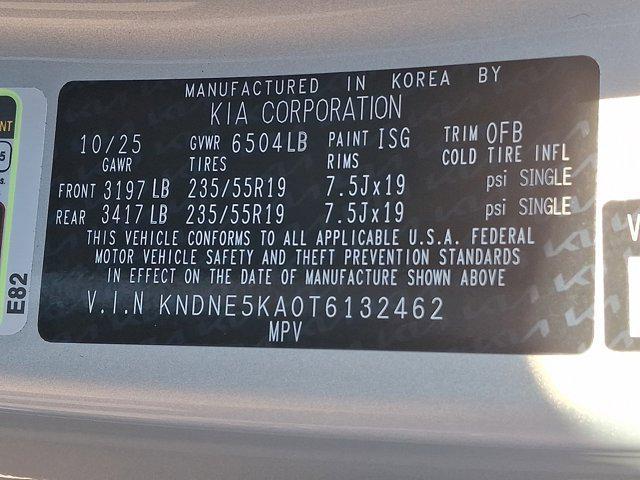 MANUFACTURED IN KOREA BY
KIA CORPORATION
10/25 GVWR 6504LB PAINT ISG TRIM OFB
GAWR TIRES RIMS COLD TIRE INFL
FRONT 3197 LB 235/55R19 7.5Jx19 psi SINGLE
REAR 3417 LB 235/55R19 7.5Jx19 psi SINGLE
THIS VEHICLE CONFORMS TO ALL APPLICABLE U.S.A. FEDERAL
MOTOR VEHICLE SAFETY AND THEFT PREVENTION STANDARDS
IN EFFECT ON THE DATE OF MANUFACTURE SHOWN ABOVE
V.I.N KNDNE5KA0T6132462
MPV
E82